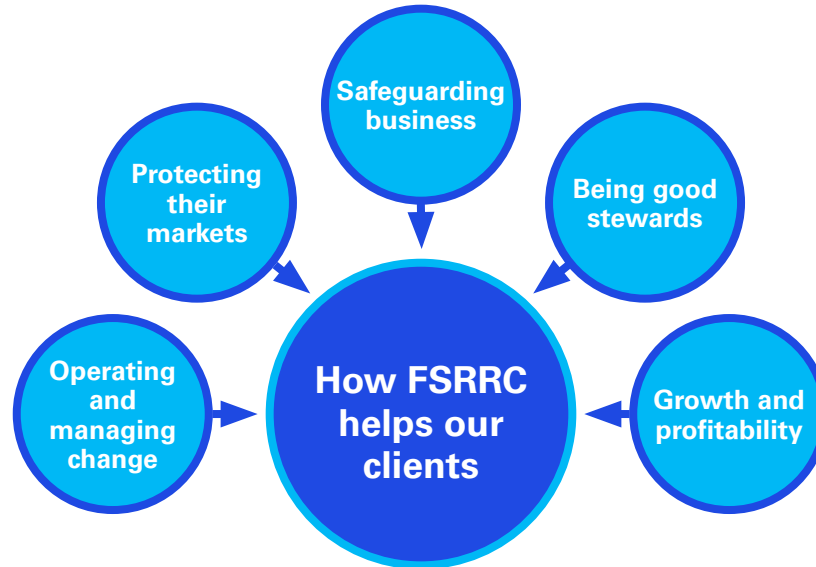 Safeguarding
business
Protecting
their
markets
Being good
stewards
Operating
and
managing
change
How FSRRC
helps our
clients
Growth and
profitability